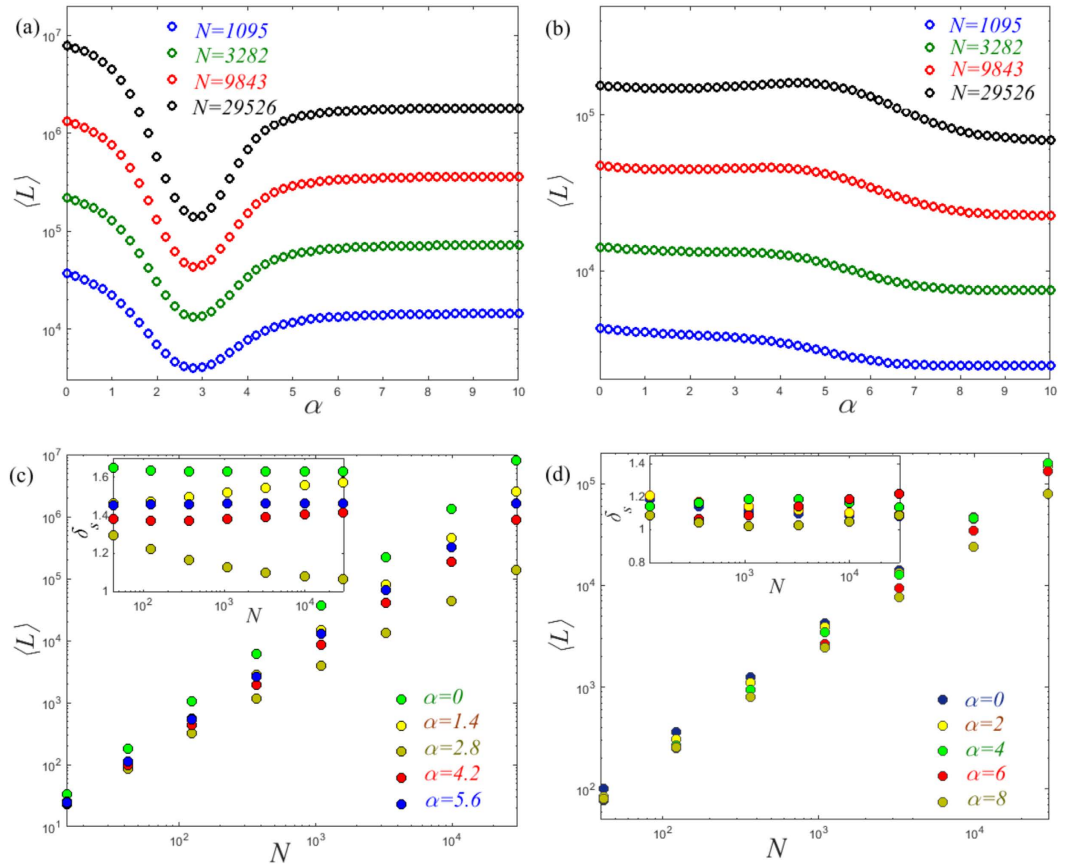 (a)
10^7
10^6
10^5
10^4
⟨L⟩
N=1095
N=3282
N=9843
N=29526
0 1 2 3 4 5 6 7 8 9 10
α
(b)
10^5
10^4
⟨L⟩
N=1095
N=3282
N=9843
N=29526
0 1 2 3 4 5 6 7 8 9 10
α
(c)
10^7
10^6
10^5
10^4
10^3
10^2
10^1
⟨L⟩
1.6
1.4
1.2
1
δ_s
10^2 10^3 10^4
N
α=0
α=1.4
α=2.8
α=4.2
α=5.6
10^2 10^3 10^4
N
(d)
10^5
10^4
10^3
10^2
⟨L⟩
1.4
1.2
1
0.8
δ_s
10^3 10^4
N
α=0
α=2
α=4
α=6
α=8
10^2 10^3 10^4
N